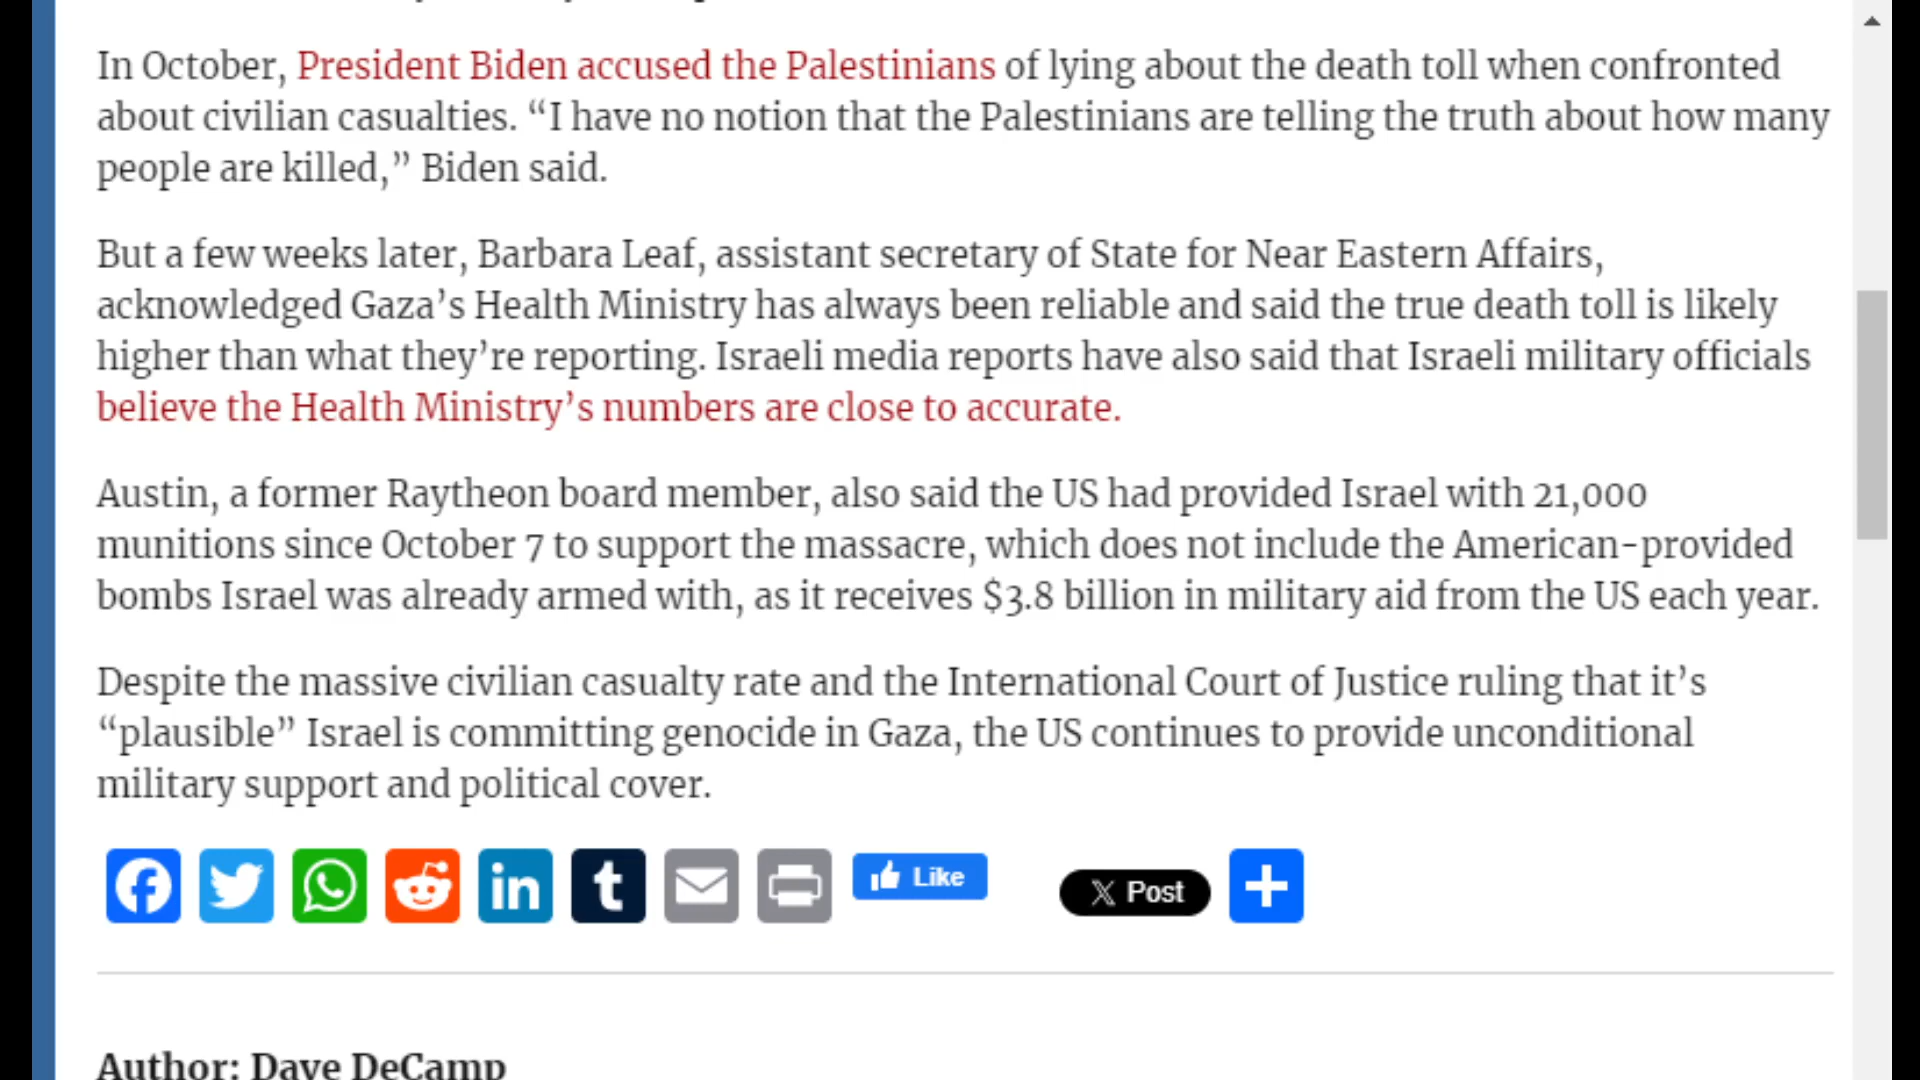 In October, President Biden accused the Palestinians of lying about the death toll when confronted
about civilian casualties. “I have no notion that the Palestinians are telling the truth about how many
people are killed,” Biden said.
But a few weeks later, Barbara Leaf, assistant secretary of State for Near Eastern Affairs,
acknowledged Gaza’s Health Ministry has always been reliable and said the true death toll is likely
higher than what they’re reporting. Israeli media reports have also said that Israeli military officials
believe the Health Ministry’s numbers are close to accurate.
Austin, a former Raytheon board member, also said the US had provided Israel with 21,000
munitions since October 7 to support the massacre, which does not include the American-provided
bombs Israel was already armed with, as it receives $3.8 billion in military aid from the US each year.
Despite the massive civilian casualty rate and the International Court of Justice ruling that it’s
“plausible” Israel is committing genocide in Gaza, the US continues to provide unconditional
military support and political cover.
in t Like X Post
Author: Dave DeCamp